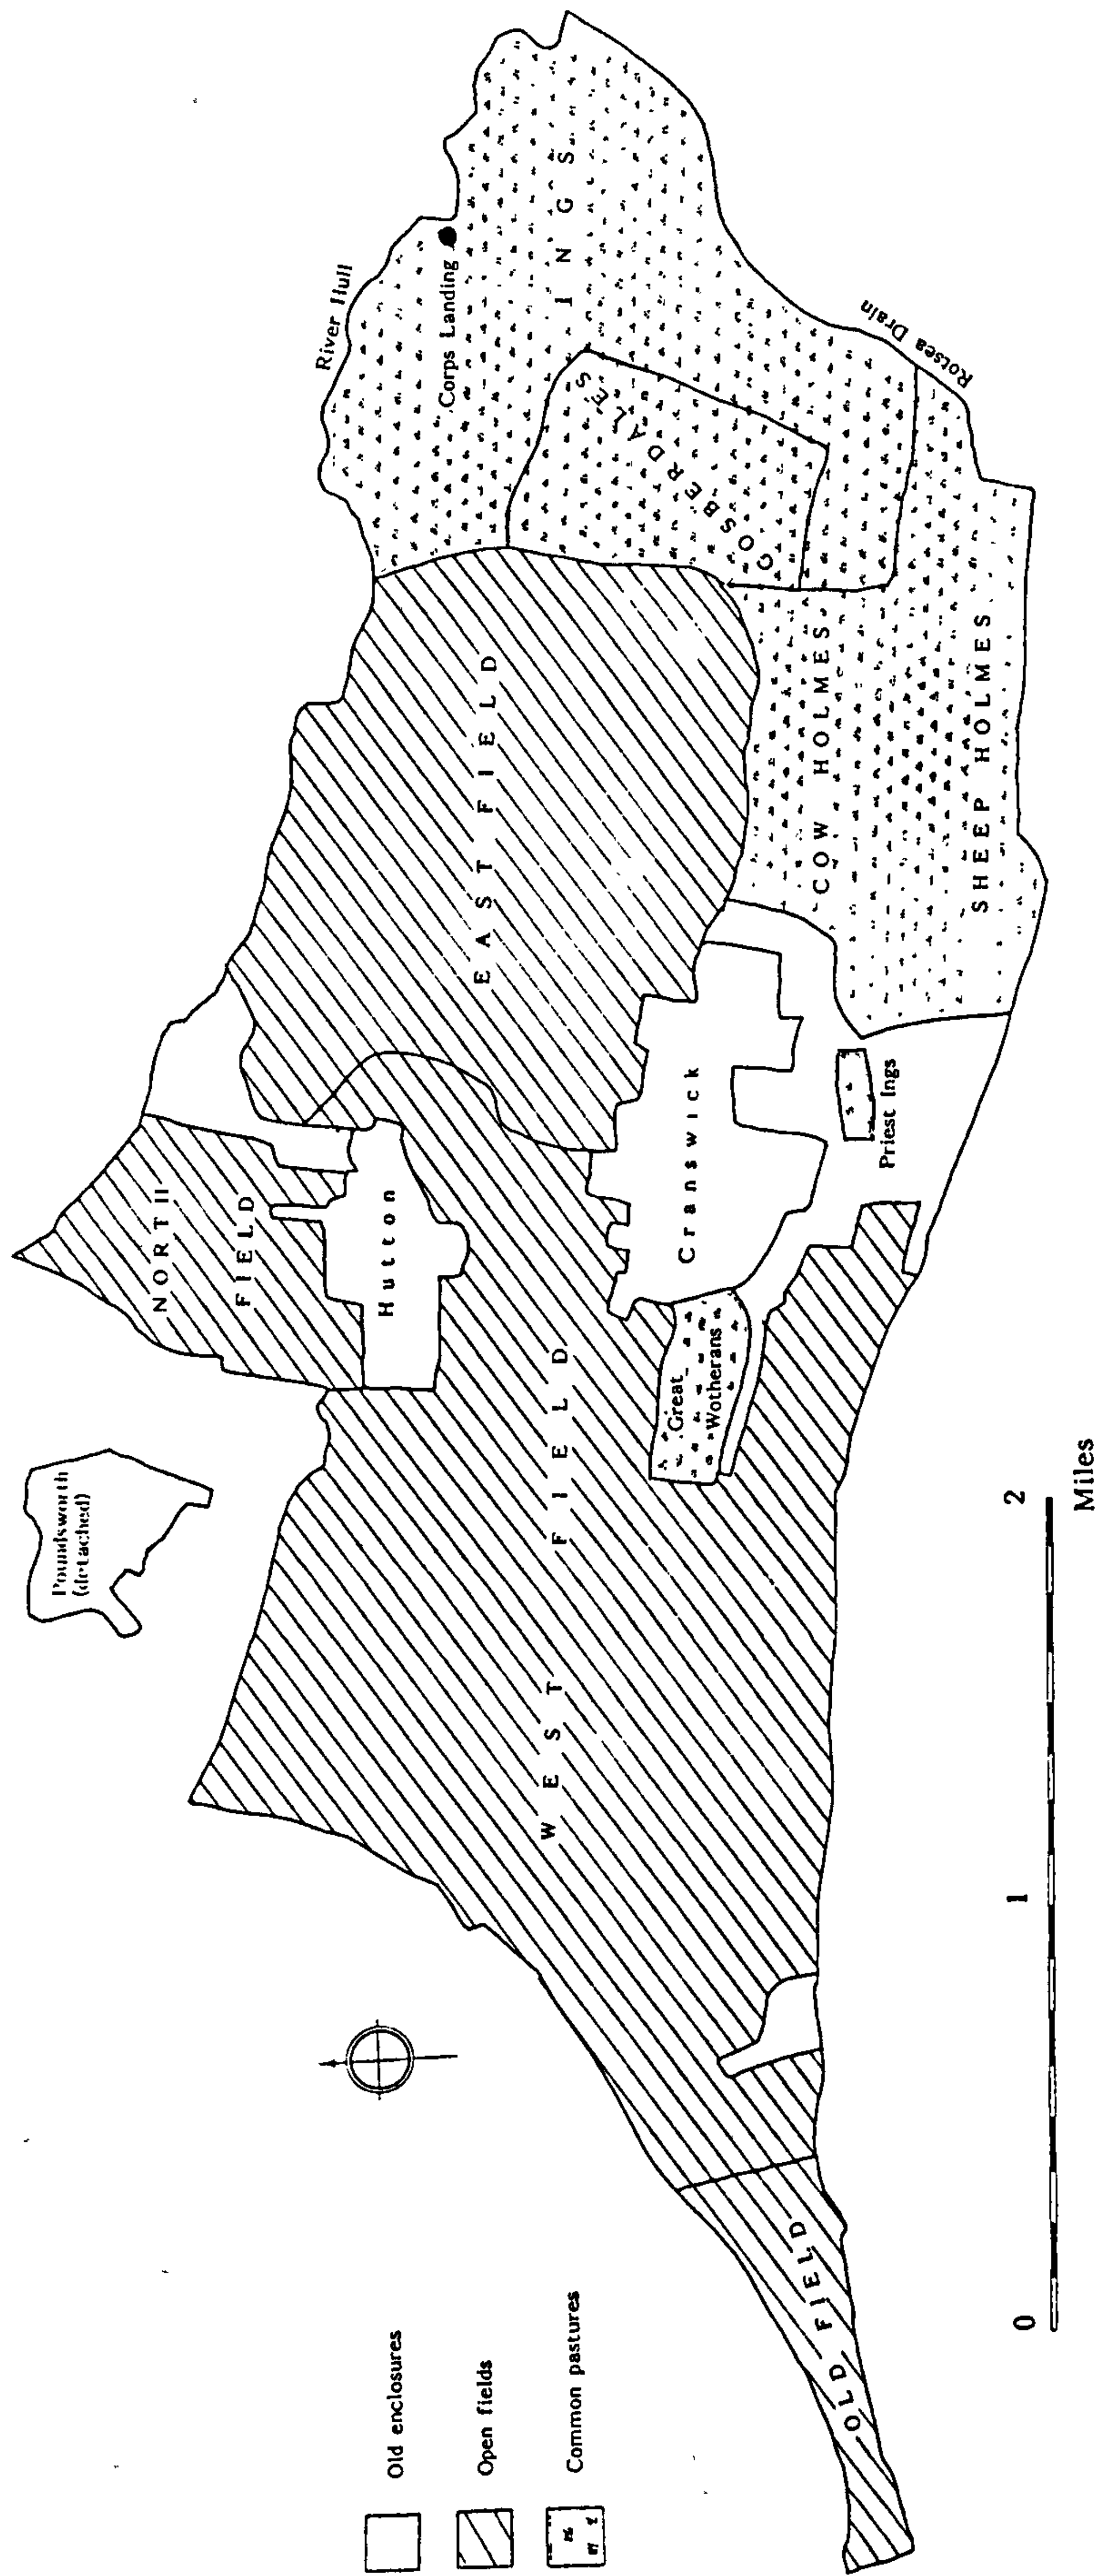 Poundsworth
(detached)
NORTH
FIELD
Hutton
River Hull
Corps Landing
INGS
EAST FIELD
GOSBERDALES
WEST FIELD
Great
Wotherans
Cranswick
Rotsea Drain
COW HOLMES
Priest Ings
SHEEP HOLMES
OLD FIELD
Old enclosures
Open fields
Common pastures
0 1 2
Miles